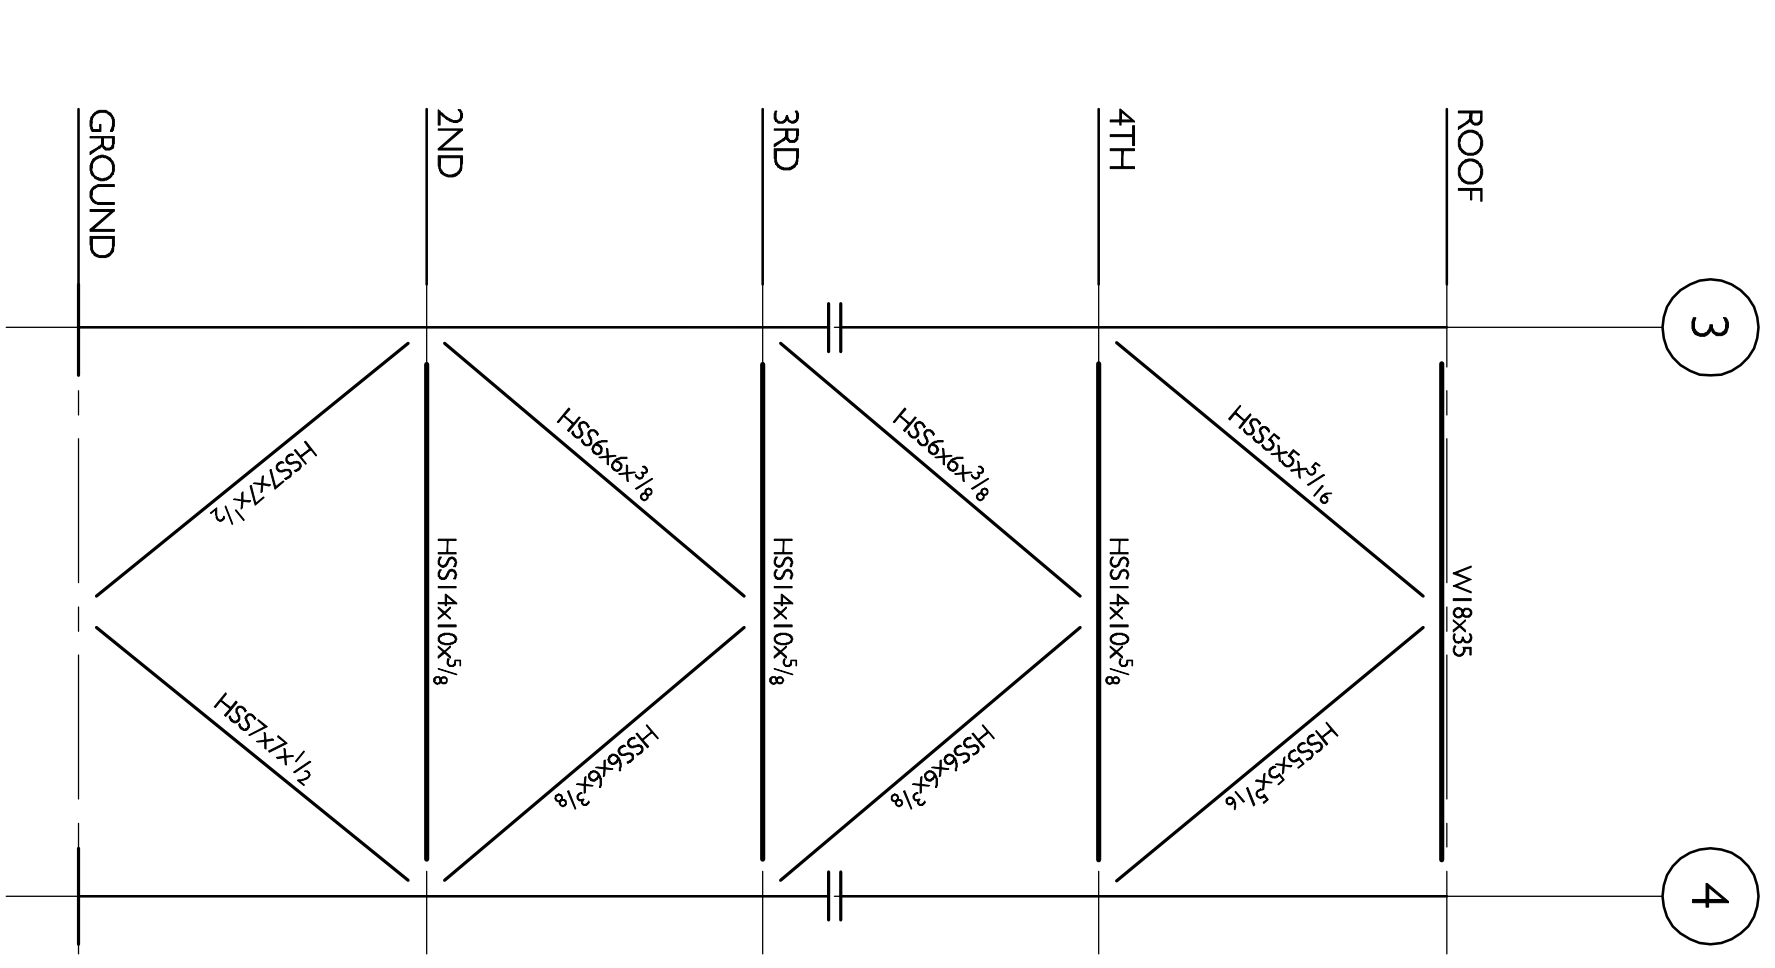 3
4
ROOF
W18x35
HSS5x5x5/16
HSS5x5x5/16
4TH
HSS14x10x5/8
HSS6x6x3/8
HSS6x6x3/8
3RD
HSS14x10x5/8
HSS6x6x3/8
HSS6x6x3/8
2ND
HSS14x10x5/8
HSS7x7x1/2
HSS7x7x1/2
GROUND